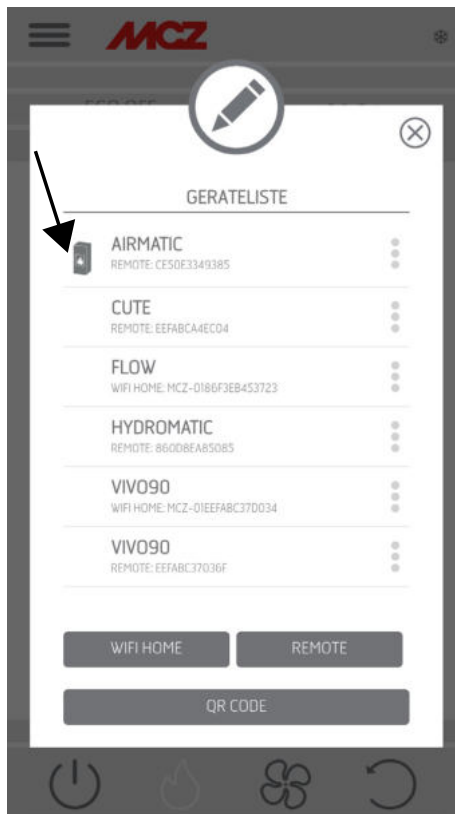 MCZ
GERATELISTE
AIRMATIC
REMOTE: CE50E3349385
CUTE
REMOTE: EEFABCA4EC04
FLOW
WIFI HOME: MCZ-0186F3EB453723
HYDROMATIC
REMOTE: 860D8EA85085
VIVO90
WIFI HOME: MCZ-01EEFABC37D034
VIVO90
REMOTE: EEFABC37036F
WIFI HOME
REMOTE
QR CODE